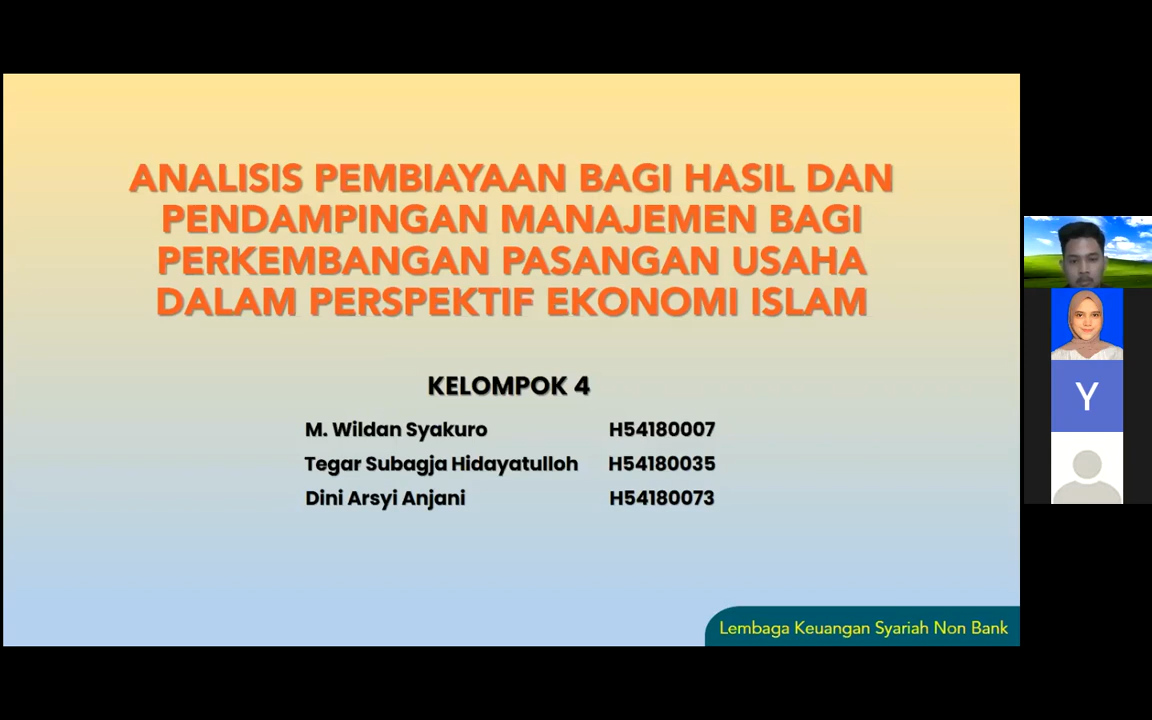 ANALISIS PEMBIAYAAN BAGI HASIL DAN
PENDAMPINGAN MANAJEMEN BAGI
PERKEMBANGAN PASANGAN USAHA
DALAM PERSPEKTIF EKONOMI ISLAM
KELOMPOK 4
M. Wildan Syakuro H54180007
Tegar Subagja Hidayatulloh H54180035
Dini Arsyi Anjani H54180073
Lembaga Keuangan Syariah Non Bank
Y